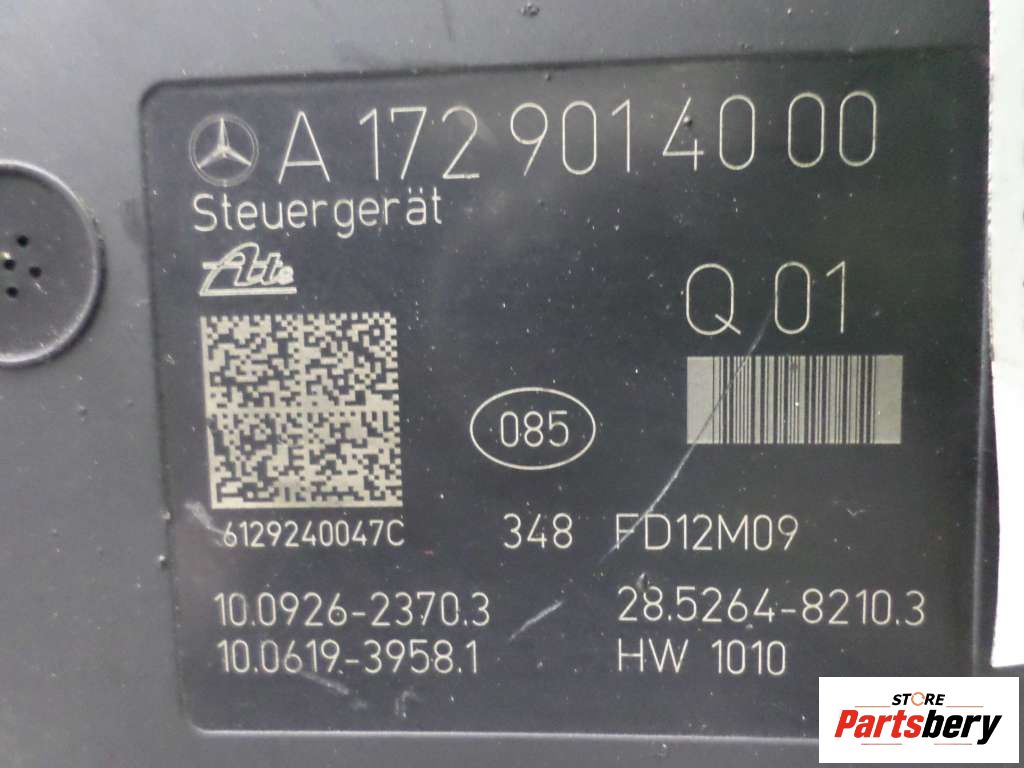 A 172 901 40 00
Steuergerät
Ate
Q 01
085
6129240047C
348 FD12M09
10.0926-2370.3
28.5264-8210.3
10.0619-3958.1
HW 1010
STORE
Partsbery